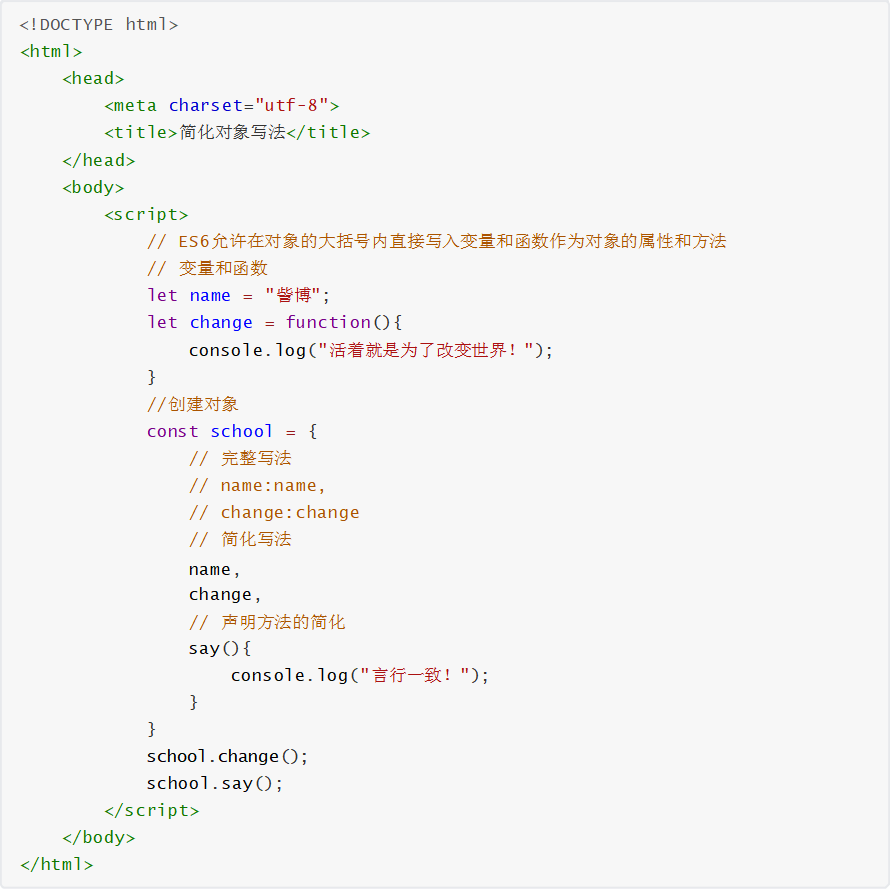 <!DOCTYPE html>
<html>
    <head>
        <meta charset="utf-8">
        <title>简化对象写法</title>
    </head>
    <body>
        <script>
            // ES6允许在对象的大括号内直接写入变量和函数作为对象的属性和方法
            // 变量和函数
            let name = "訾博";
            let change = function(){
                console.log("活着就是为了改变世界！");
            }
            //创建对象
            const school = {
                // 完整写法
                // name:name,
                // change:change
                // 简化写法
                name,
                change,
                // 声明方法的简化
                say(){
                    console.log("言行一致！");
                }
            }
            school.change();
            school.say();
        </script>
    </body>
</html>